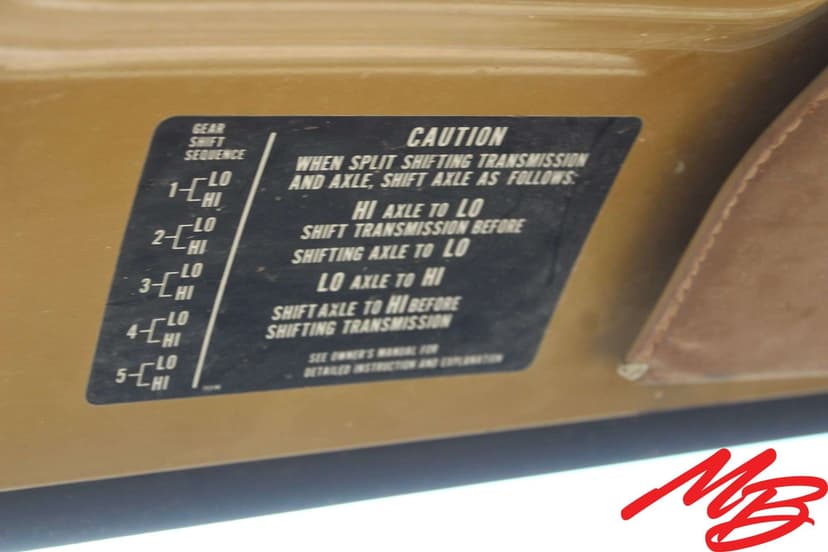 GEAR
SHIFT
SEQUENCE
1 LO
HI
2 LO
HI
3 LO
HI
4 LO
HI
5 LO
HI
CAUTION
WHEN SPLIT SHIFTING TRANSMISSION
AND AXLE, SHIFT AXLE AS FOLLOWS:
HI AXLE TO LO
SHIFT TRANSMISSION BEFORE
SHIFTING AXLE TO LO
LO AXLE TO HI
SHIFT AXLE TO HI BEFORE
SHIFTING TRANSMISSION
SEE OWNER'S MANUAL FOR
DETAILED INSTRUCTION AND EXPLANATION
MB